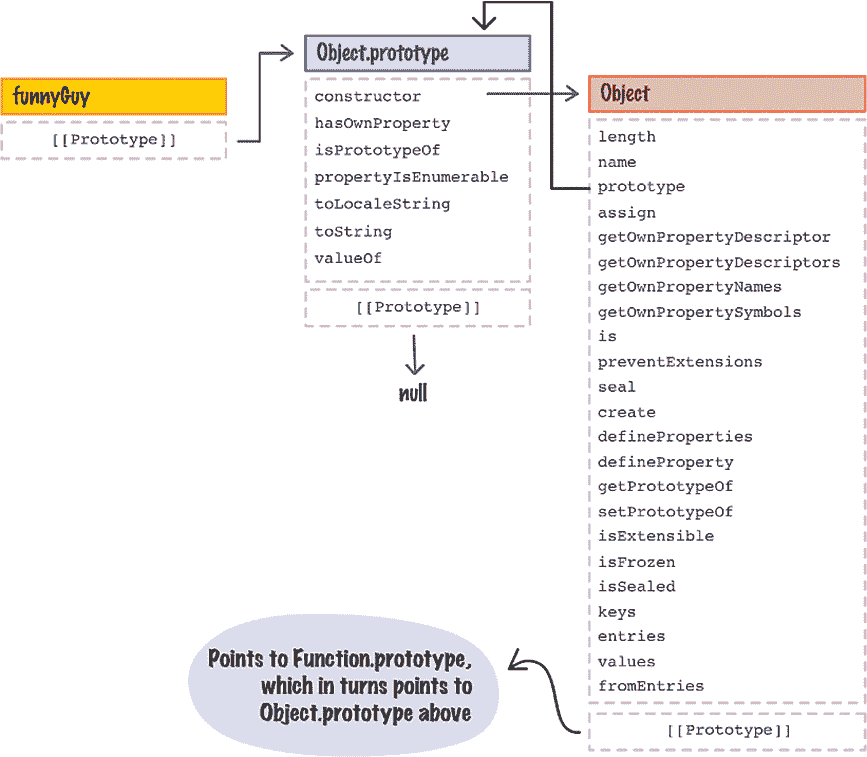 funnyGuy
[[Prototype]]
Object.prototype
constructor
hasOwnProperty
isPrototypeOf
propertyIsEnumerable
toLocaleString
toString
valueOf
[[Prototype]]
null
Object
length
name
prototype
assign
getOwnPropertyDescriptor
getOwnPropertyDescriptors
getOwnPropertyNames
getOwnPropertySymbols
is
preventExtensions
seal
create
defineProperties
defineProperty
getPrototypeOf
setPrototypeOf
isExtensible
isFrozen
isSealed
keys
entries
values
fromEntries
[[Prototype]]
Points to Function.prototype,
which in turns points to
Object.prototype above